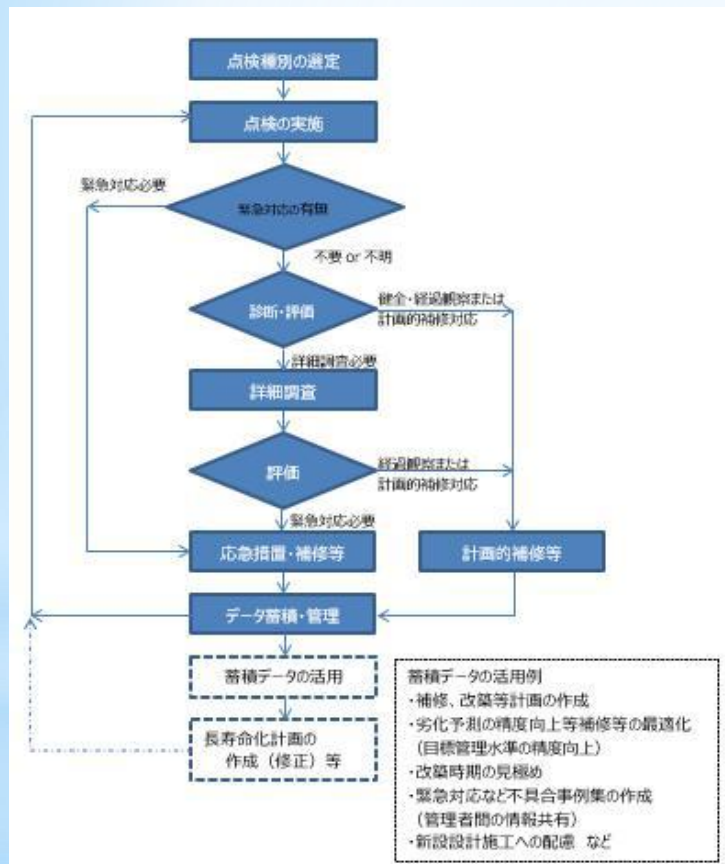 点検種別の選定
点検の実施
緊急対応必要
緊急対応の有無
不要 or 不明
診断・評価
健全・経過観察または
計画的補修対応
詳細調査必要
詳細調査
評価
経過観察または
計画的補修対応
緊急対応必要
応急措置・補修等
計画的補修等
データ蓄積・管理
蓄積データの活用
長寿命化計画の
作成（修正）等
蓄積データの活用例
・補修、改築等計画の作成
・劣化予測の精度向上等補修等の最適化
（目標管理水準の精度向上）
・改築時期の見極め
・緊急対応など不具合事例集の作成
（管理者間の情報共有）
・新設設計施工への配慮 など